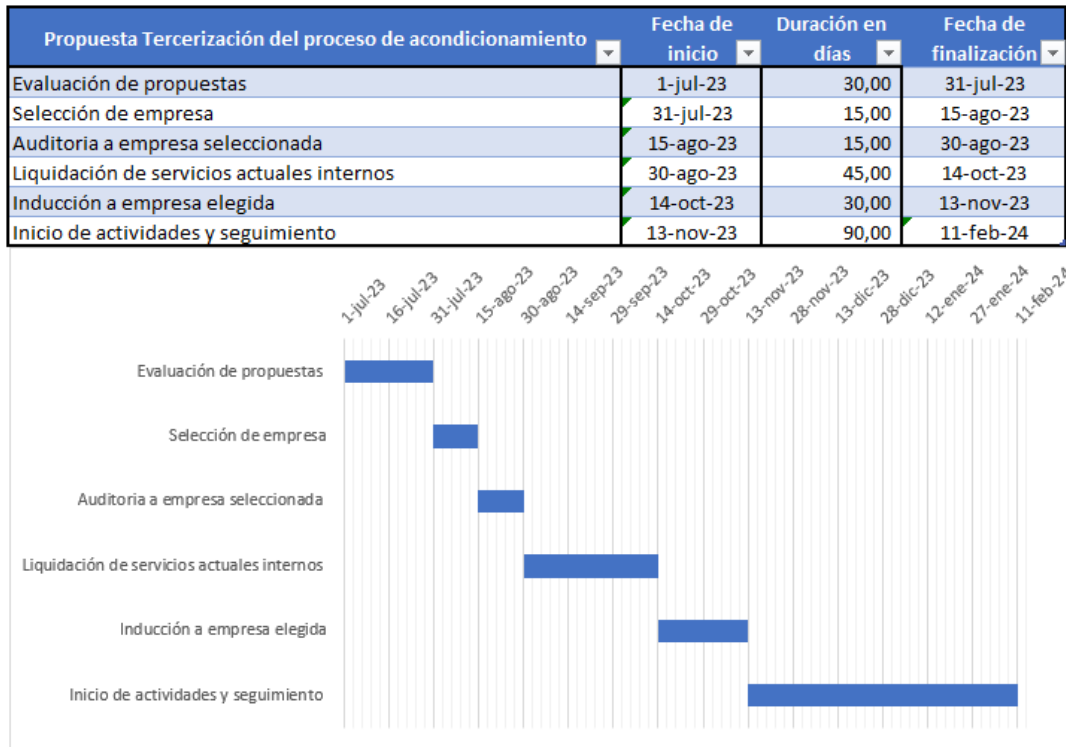 Propuesta Tercerización del proceso de acondicionamiento Fecha de inicio Duración en días Fecha de finalización
Evaluación de propuestas 1-jul-23 30,00 31-jul-23
Selección de empresa 31-jul-23 15,00 15-ago-23
Auditoria a empresa seleccionada 15-ago-23 15,00 30-ago-23
Liquidación de servicios actuales internos 30-ago-23 45,00 14-oct-23
Inducción a empresa elegida 14-oct-23 30,00 13-nov-23
Inicio de actividades y seguimiento 13-nov-23 90,00 11-feb-24
1-jul-23 16-jul-23 31-jul-23 15-ago-23 30-ago-23 14-sep-23 29-sep-23 14-oct-23 29-oct-23 13-nov-23 28-nov-23 13-dic-23 28-dic-23 12-ene-24 27-ene-24 11-feb-24
Evaluación de propuestas
Selección de empresa
Auditoria a empresa seleccionada
Liquidación de servicios actuales internos
Inducción a empresa elegida
Inicio de actividades y seguimiento